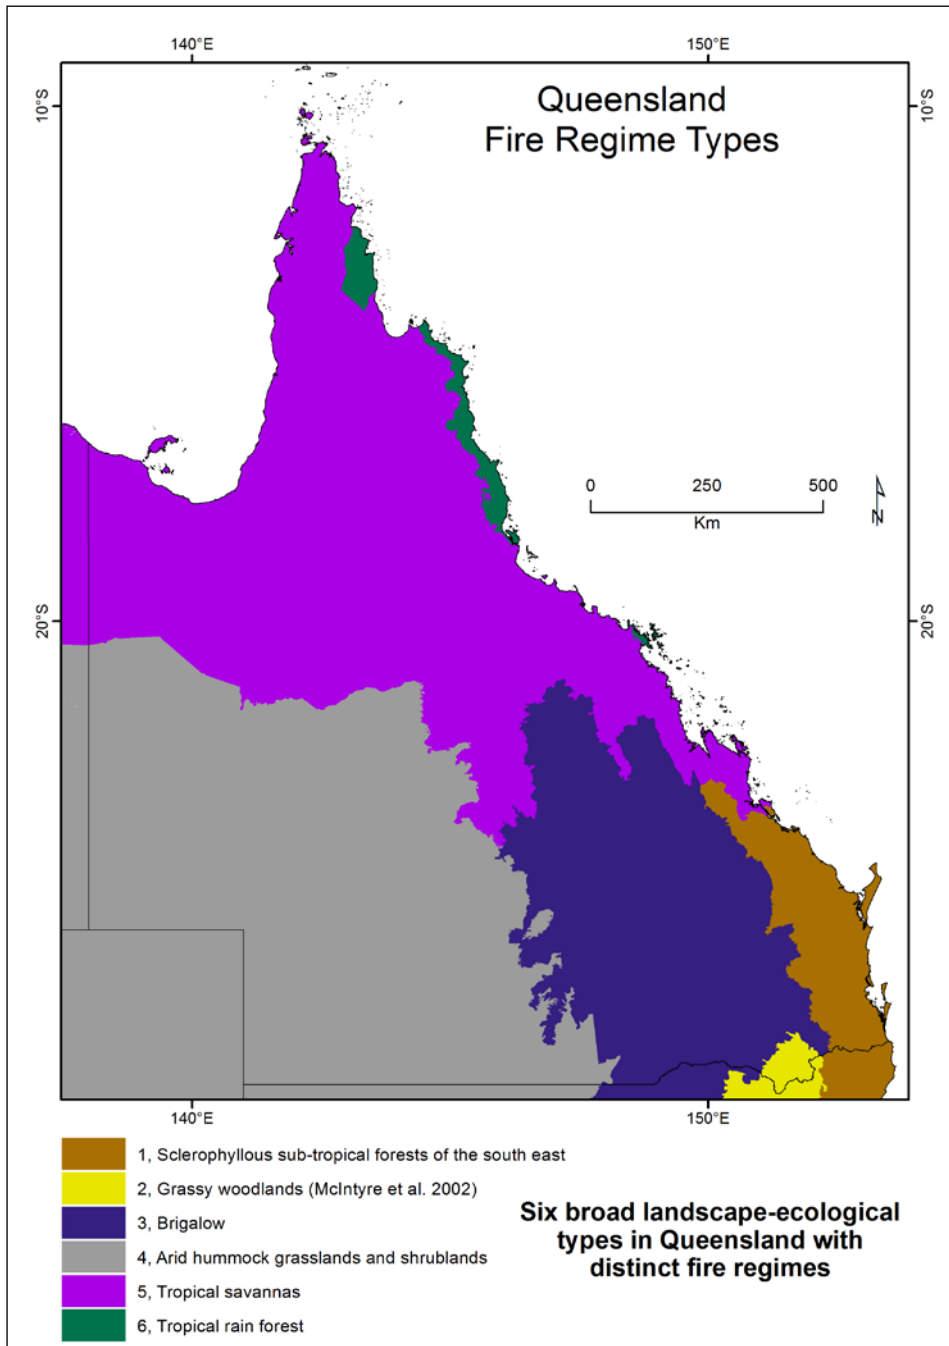 140°E
150°E
10°S
Queensland
Fire Regime Types
10°S
0
250
500
Km
N
20°S
20°S
140°E
150°E
1, Sclerophyllous sub-tropical forests of the south east
2, Grassy woodlands (McIntyre et al. 2002)
3, Brigalow
4, Arid hummock grasslands and shrublands
5, Tropical savannas
6, Tropical rain forest
Six broad landscape-ecological
types in Queensland with
distinct fire regimes